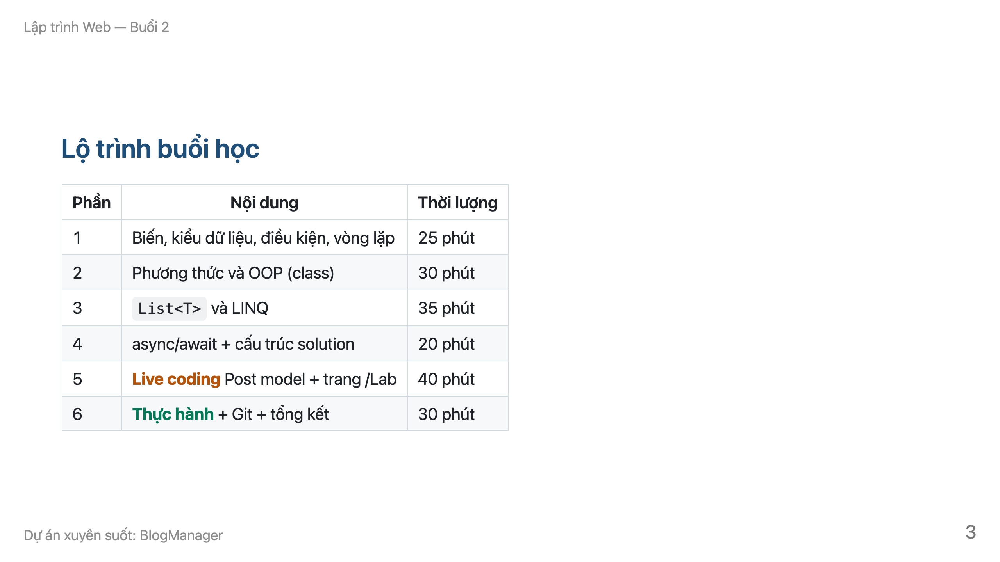 Lập trình Web — Buổi 2
Lộ trình buổi học
Phần Nội dung Thời lượng
1 Biến, kiểu dữ liệu, điều kiện, vòng lặp 25 phút
2 Phương thức và OOP (class) 30 phút
3 List<T> và LINQ 35 phút
4 async/await + cấu trúc solution 20 phút
5 Live coding Post model + trang /Lab 40 phút
6 Thực hành + Git + tổng kết 30 phút
Dự án xuyên suốt: BlogManager
3